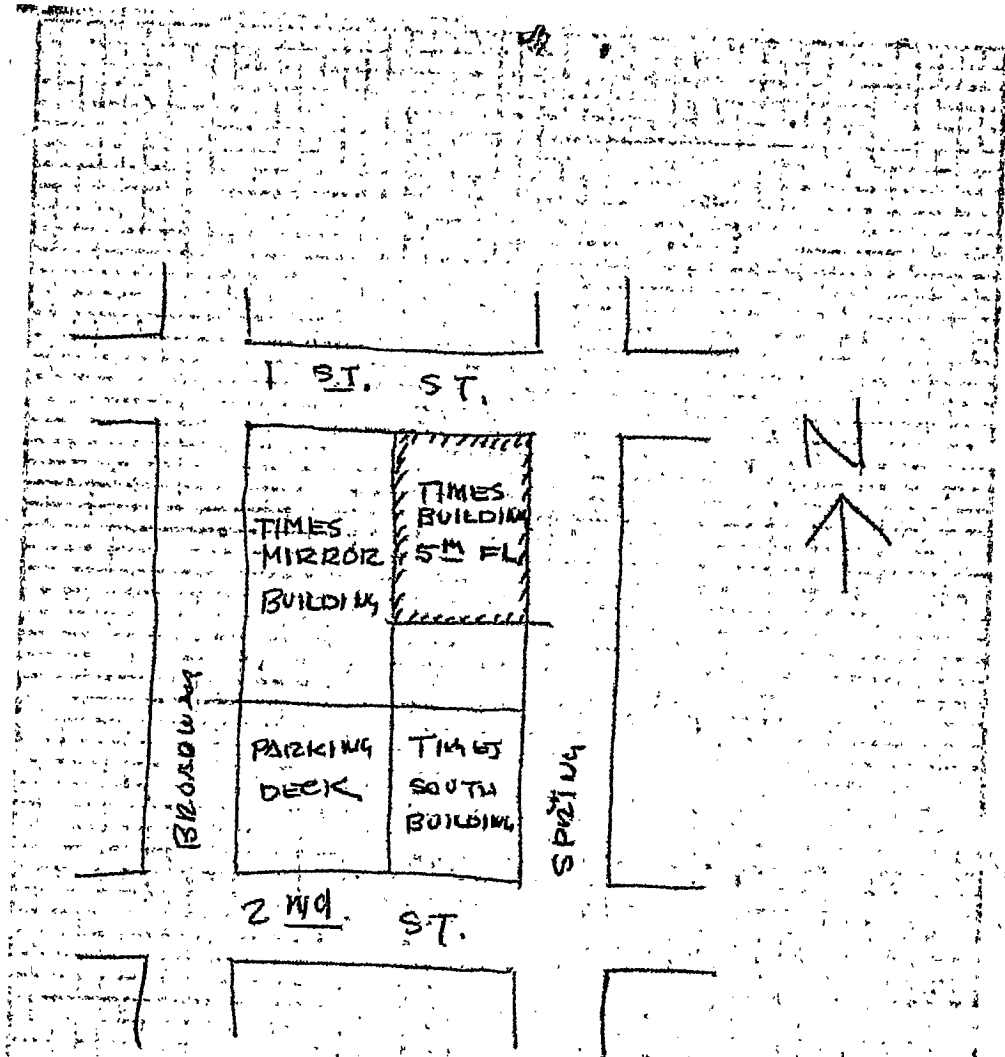 1 ST. ST.
N
TIMES
MIRROR
BUILDING
TIMES
BUILDING
5TH FL
BROADWAY
PARKING
DECK
TIMES
SOUTH
BUILDING
SPRING
2 nd. ST.